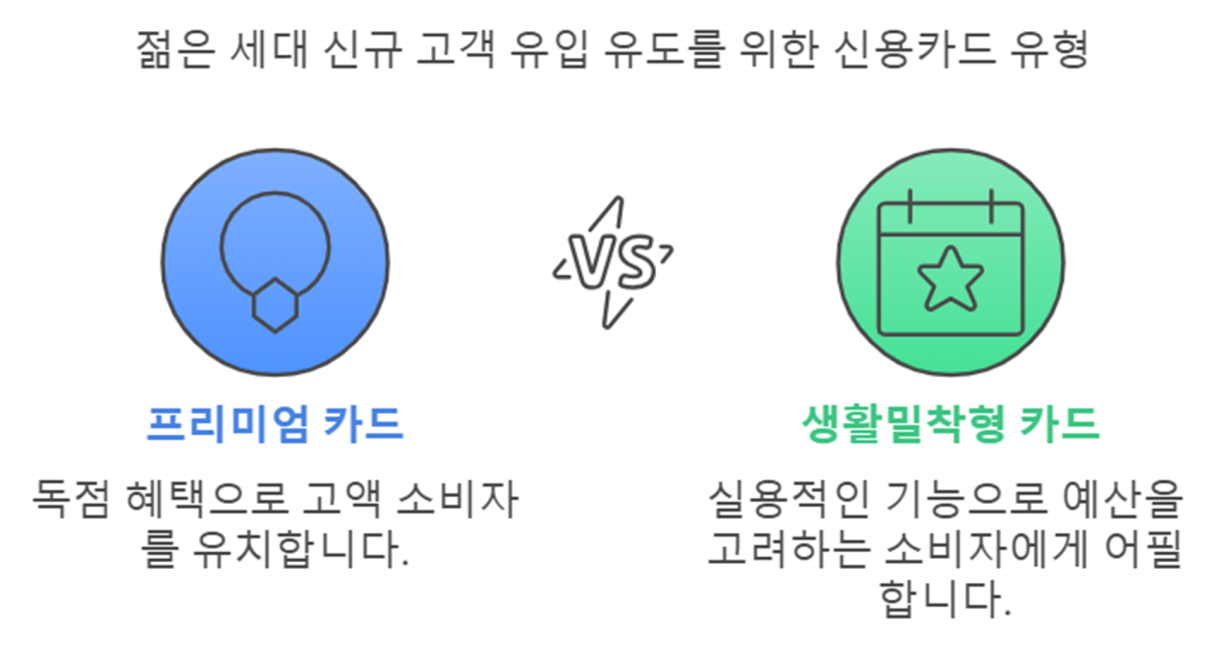 젊은 세대 신규 고객 유입 유도를 위한 신용카드 유형
VS
프리미엄 카드
독점 혜택으로 고액 소비자
를 유치합니다.
생활밀착형 카드
실용적인 기능으로 예산을
고려하는 소비자에게 어필
합니다.